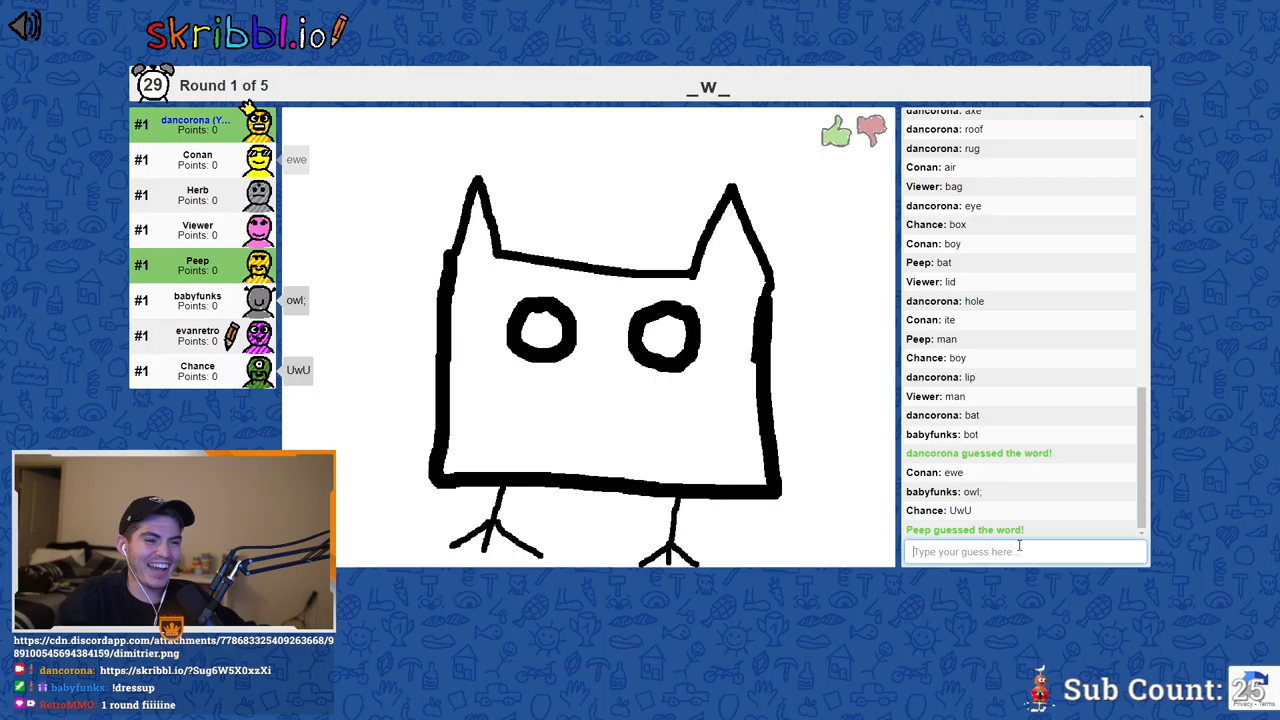 skribbl.io
29
Round 1 of 5
_w_
#1
dancorona (Y...
Points: 0
#1
Conan
Points: 0
ewe
#1
Herb
Points: 0
#1
Viewer
Points: 0
#1
Peep
Points: 0
#1
babyfunks
Points: 0
owl;
#1
evanretro
Points: 0
#1
Chance
Points: 0
UwU
dancorona: axe
dancorona: roof
dancorona: rug
Conan: air
Viewer: bag
dancorona: eye
Chance: box
Conan: boy
Peep: bat
Viewer: lid
dancorona: hole
Conan: ite
Peep: man
Chance: boy
dancorona: lip
Viewer: man
dancorona: bat
babyfunks: bot
dancorona guessed the word!
Conan: ewe
babyfunks: owl;
Chance: UwU
Peep guessed the word!
Type your guess here...
https://cdn.discordapp.com/attachments/778683325409263668/9
89100545694384159/dimitrier.png
dancorona: https://skribbl.io/?Sug6W5X0xzXi
babyfunks: !dressup
RetroMMO: 1 round fiiiiine
Sub Count: 25
Privacy - Terms